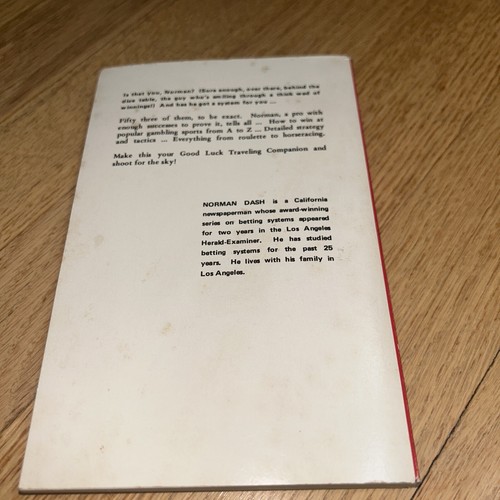 Is that you, Norman? (Sure enough, over there, behind the
dice table, the guy who's smiling through a thick wad of
winnings!) And has he got a system for you ...
Fifty three of them, to be exact. Norman, a pro with
enough successes to prove it, tells all ... How to win at
popular gambling sports from A to Z ... Detailed strategy
and tactics ... Everything from roulette to horseracing.
Make this your Good Luck Traveling Companion and
shoot for the sky!
NORMAN DASH is a California
newspaperman whose award-winning
series on betting systems appeared
for two years in the Los Angeles
Herald-Examiner. He has studied
betting systems for the past 25
years. He lives with his family in
Los Angeles.